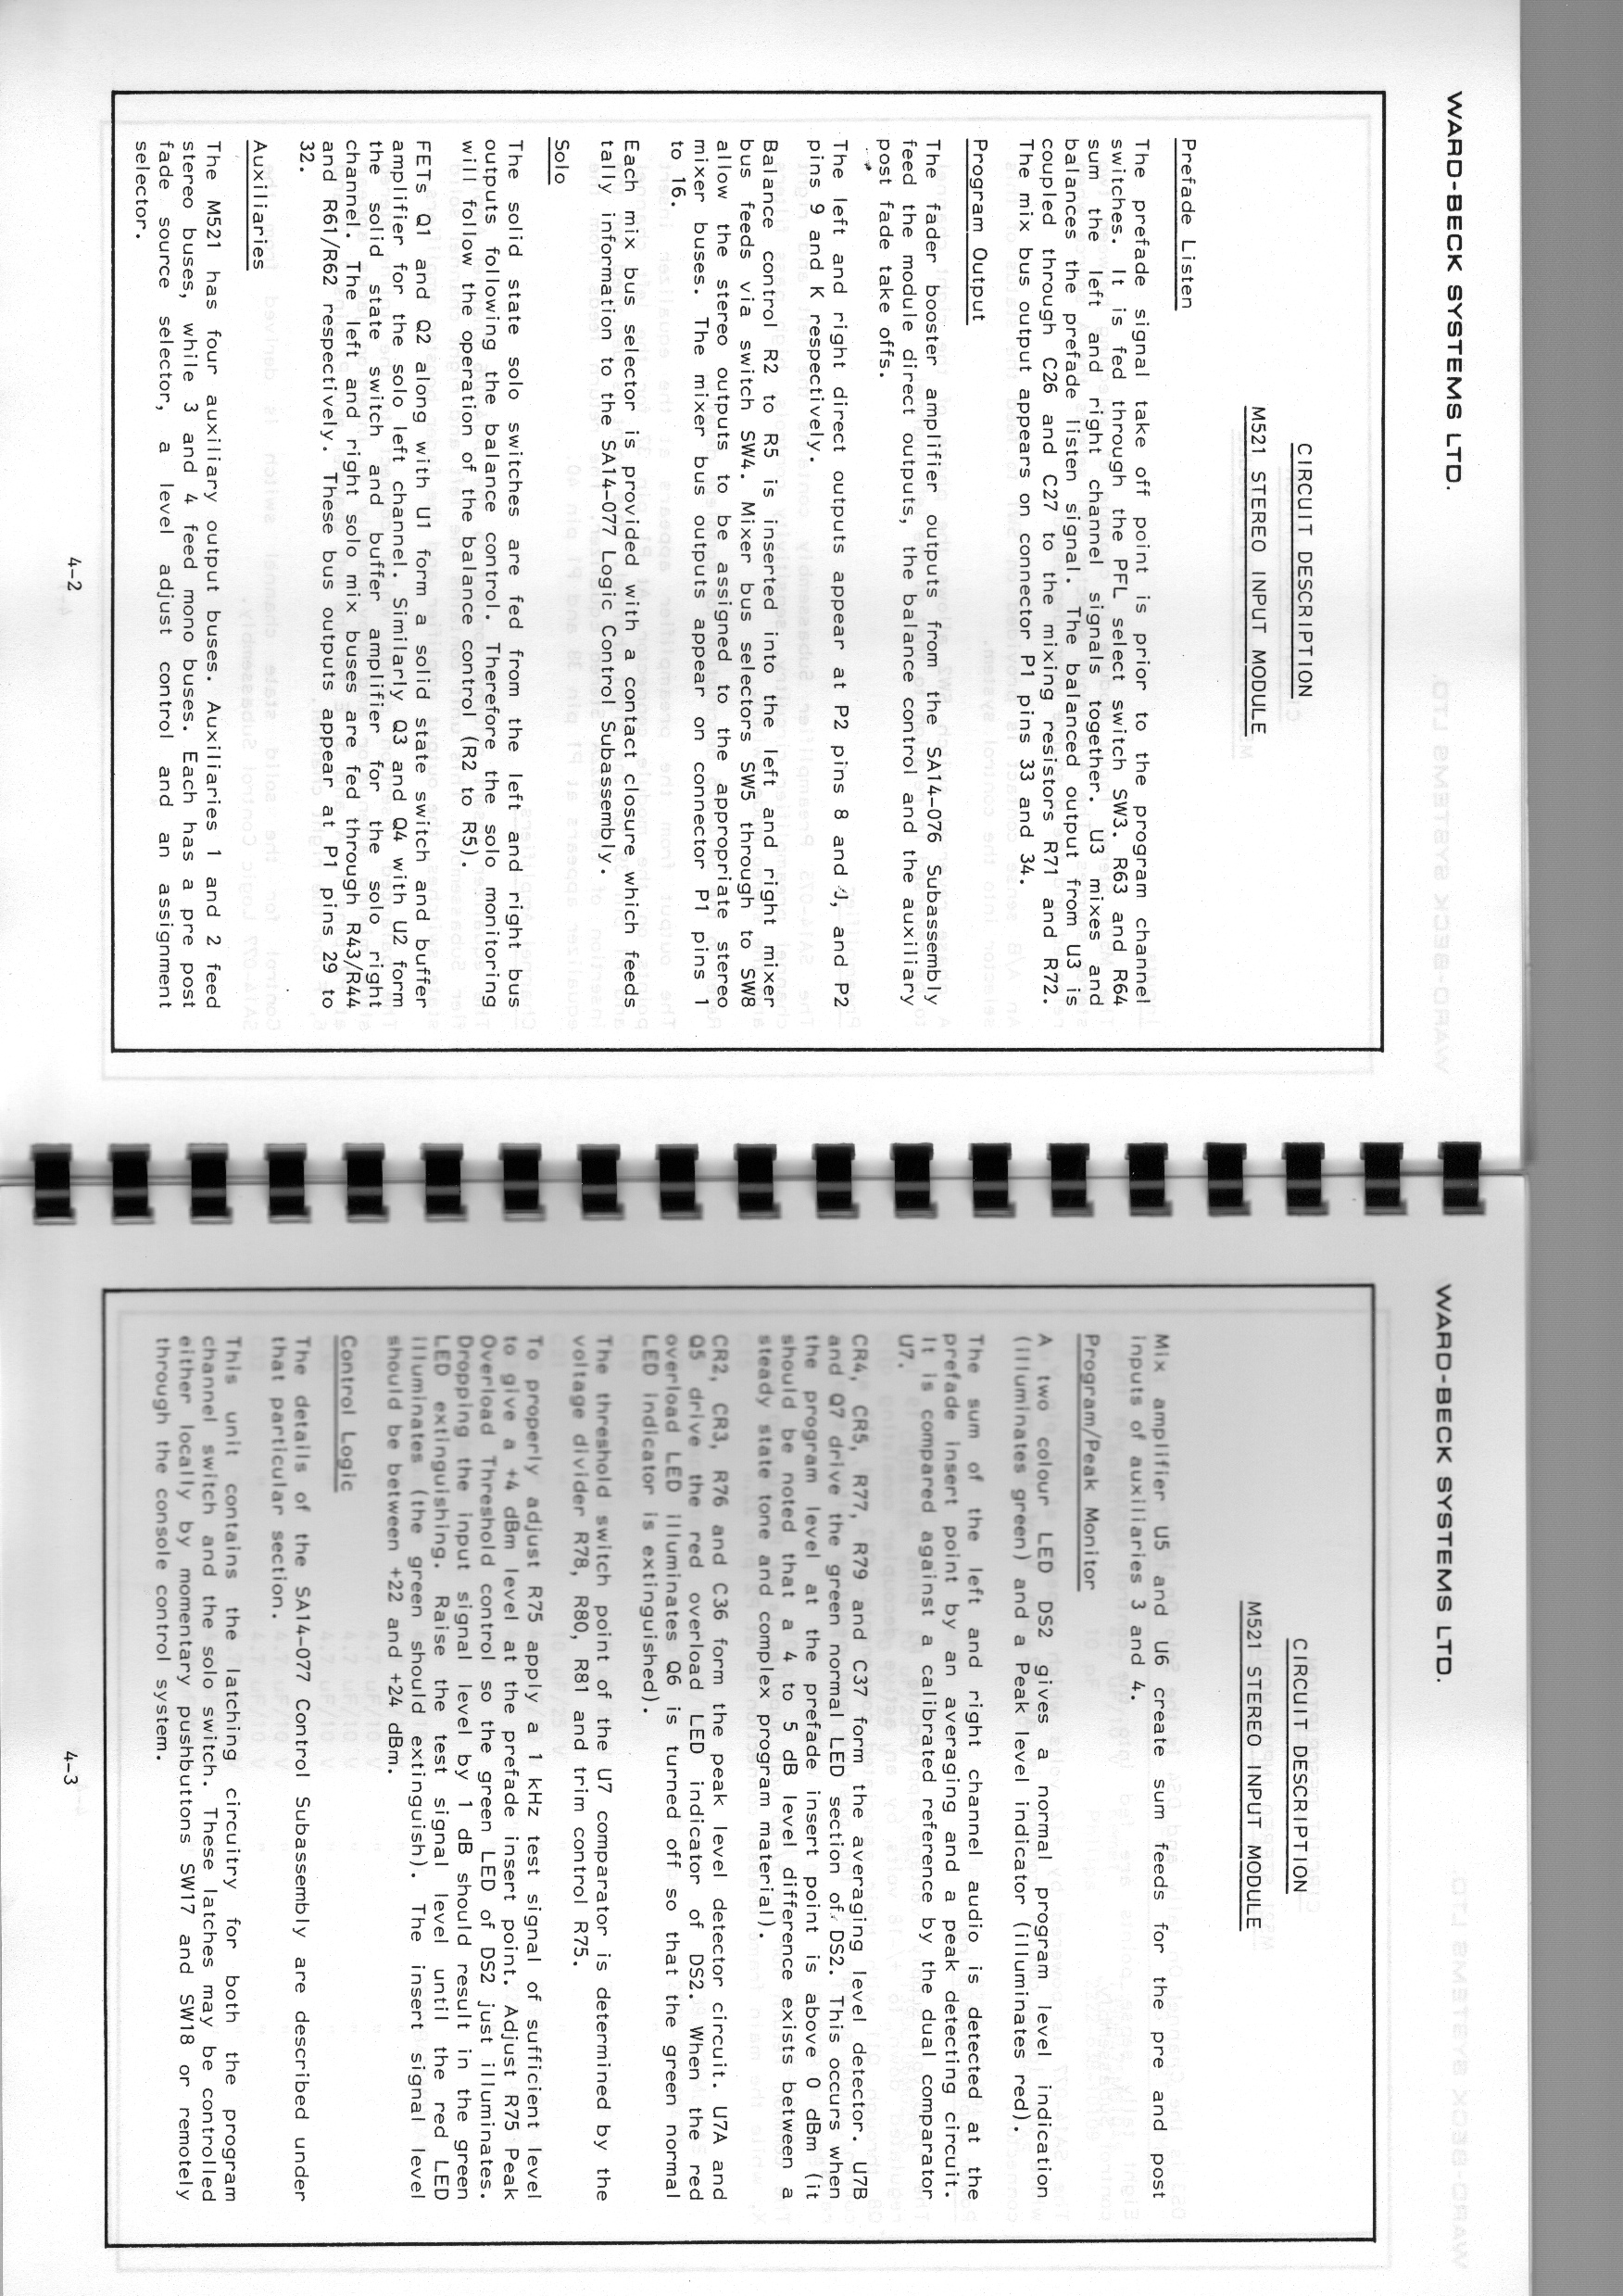 WARD-BECK SYSTEMS LTD.
CIRCUIT DESCRIPTION
M521 STEREO INPUT MODULE
Prefade Listen
The prefade signal take off point is prior to the program channel
switches. It is fed through the PFL select switch SW3. R63 and R64
sum the left and right channel signals together. U3 mixes and
balances the prefade listen signal. The balanced output from U3 is
coupled through C26 and C27 to the mixing resistors R71 and R72.
The mix bus output appears on connector P1 pins 33 and 34.
Program Output
The fader booster amplifier outputs from the SA14-076 Subassembly
feed the module direct outputs, the balance control and the auxiliary
post fade take offs.
The left and right direct outputs appear at P2 pins 8 and J, and P2
pins 9 and K respectively.
Balance control R2 to R5 is inserted into the left and right mixer
bus feeds via switch SW4. Mixer bus selectors SW5 through to SW8
allow the stereo outputs to be assigned to the appropriate stereo
mixer buses. The mixer bus outputs appear on connector P1 pins 1
to 16.
Each mix bus selector is provided with a contact closure which feeds
tally information to the SA14-077 Logic Control Subassembly.
Solo
The solid state solo switches are fed from the left and right bus
outputs following the balance control. Therefore the solo monitoring
will follow the operation of the balance control (R2 to R5).
FETs Q1 and Q2 along with U1 form a solid state switch and buffer
amplifier for the solo left channel. Similarly Q3 and Q4 with U2 form
the solid state switch and buffer amplifier for the solo right
channel. The left and right solo mix buses are fed through R43/R44
and R61/R62 respectively. These bus outputs appear at P1 pins 29 to
32.
Auxiliaries
The M521 has four auxiliary output buses. Auxiliaries 1 and 2 feed
stereo buses, while 3 and 4 feed mono buses. Each has a pre post
fade source selector, a level adjust control and an assignment
selector.
4-2
WARD-BECK SYSTEMS LTD.
CIRCUIT DESCRIPTION
M521 STEREO INPUT MODULE
Mix amplifier U5 and U6 create sum feeds for the pre and post
inputs of auxiliaries 3 and 4.
Program/Peak Monitor
A two colour LED DS2 gives a normal program level indication
(illuminates green) and a Peak level indicator (illuminates red).
The sum of the left and right channel audio is detected at the
prefade insert point by an averaging and a peak detecting circuit.
It is compared against a calibrated reference by the dual comparator
U7.
CR4, CR5, R77, R79 and C37 form the averaging level detector. U7B
and Q7 drive the green normal LED section of DS2. This occurs when
the program level at the prefade insert point is above 0 dBm (it
should be noted that a 4 to 5 dB level difference exists between a
steady state tone and complex program material).
CR2, CR3, R76 and C36 form the peak level detector circuit. U7A and
Q5 drive the red overload LED indicator of DS2. When the red
overload LED illuminates Q6 is turned off so that the green normal
LED indicator is extinguished).
The threshold switch point of the U7 comparator is determined by the
voltage divider R78, R80, R81 and trim control R75.
To properly adjust R75 apply a 1 kHz test signal of sufficient level
to give a +4 dBm level at the prefade insert point. Adjust R75 Peak
Overload Threshold control so the green LED of DS2 just illuminates.
Dropping the input signal level by 1 dB should result in the green
LED extinguishing. Raise the test signal level until the red LED
illuminates (the green should extinguish). The insert signal level
should be between +22 and +24 dBm.
Control Logic
The details of the SA14-077 Control Subassembly are described under
that particular section.
This unit contains the latching circuitry for both the program
channel switch and the solo switch. These latches may be controlled
either locally by momentary pushbuttons SW17 and SW18 or remotely
through the console control system.
4-3